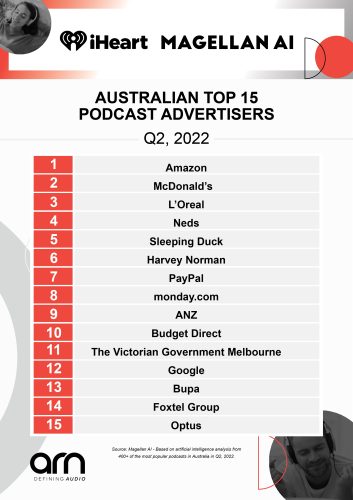 iHeart MAGELLAN AI
AUSTRALIAN TOP 15
PODCAST ADVERTISERS
Q2, 2022
1 Amazon
2 McDonald's
3 L'Oreal
4 Neds
5 Sleeping Duck
6 Harvey Norman
7 PayPal
8 monday.com
9 ANZ
10 Budget Direct
11 The Victorian Government Melbourne
12 Google
13 Bupa
14 Foxtel Group
15 Optus
Source: Magellan AI - Based on artificial intelligence analysis from
400+ of the most popular podcasts in Australia in Q2, 2022.
arn
DEFINING AUDIO